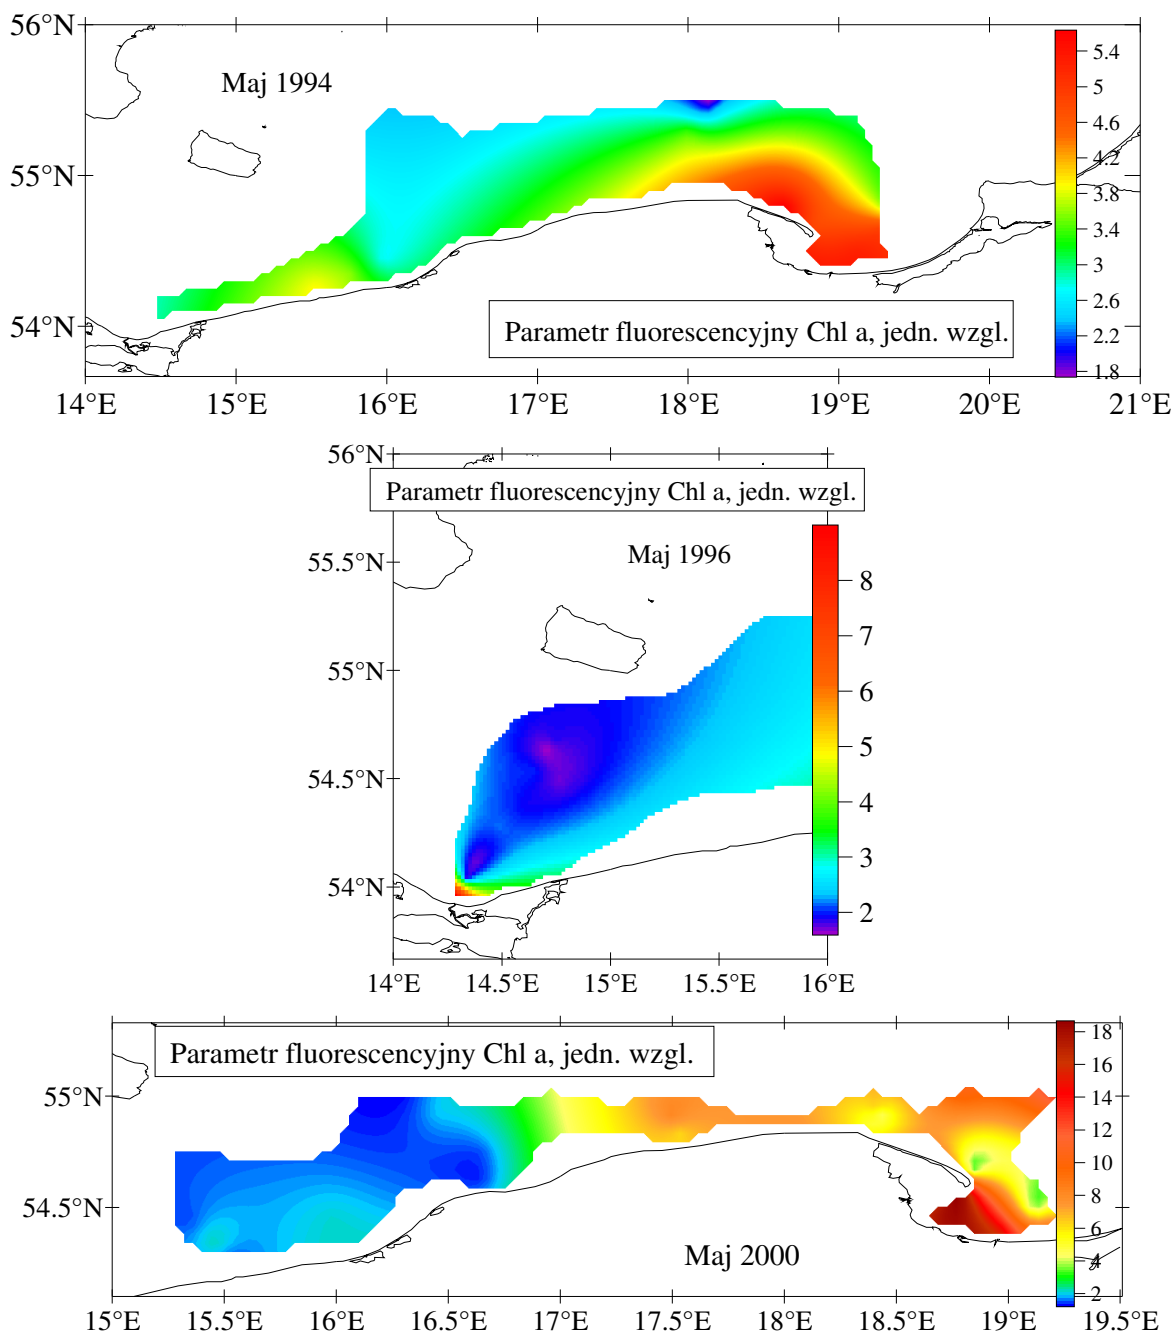 56°N
Maj 1994
55°N
54°N
Parametr fluorescencyjny Chl a, jedn. wzgl.
5.4
5
4.6
4.2
3.8
3.4
3
2.6
2.2
1.8
14°E 15°E 16°E 17°E 18°E 19°E 20°E 21°E
56°N
Parametr fluorescencyjny Chl a, jedn. wzgl.
Maj 1996
55.5°N
55°N
54.5°N
54°N
8
7
6
5
4
3
2
14°E 14.5°E 15°E 15.5°E 16°E
Parametr fluorescencyjny Chl a, jedn. wzgl.
55°N
54.5°N
Maj 2000
18
16
14
12
10
8
6
4
2
15°E 15.5°E 16°E 16.5°E 17°E 17.5°E 18°E 18.5°E 19°E 19.5°E